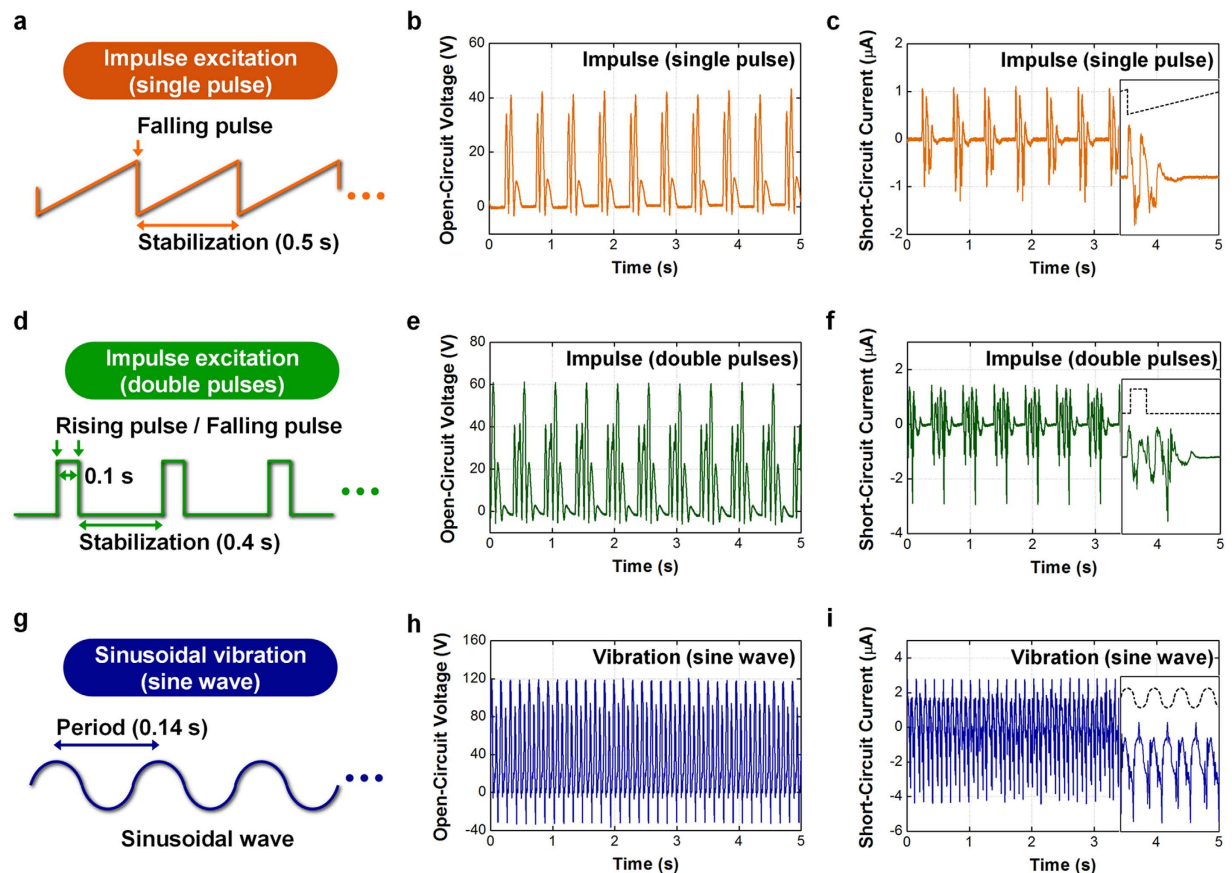 a
Impulse excitation
(single pulse)
Falling pulse
Stabilization (0.5 s)
b
Impulse (single pulse)
Open-Circuit Voltage (V)
60
40
20
0
0 1 2 3 4 5
Time (s)
c
Impulse (single pulse)
Short-Circuit Current (μA)
2
1
0
-1
-2
0 1 2 3 4 5
Time (s)
d
Impulse excitation
(double pulses)
Rising pulse / Falling pulse
0.1 s
Stabilization (0.4 s)
e
Impulse (double pulses)
Open-Circuit Voltage (V)
80
60
40
20
0
0 1 2 3 4 5
Time (s)
f
Impulse (double pulses)
Short-Circuit Current (μA)
2
0
-2
-4
0 1 2 3 4 5
Time (s)
g
Sinusoidal vibration
(sine wave)
Period (0.14 s)
Sinusoidal wave
h
Vibration (sine wave)
Open-Circuit Voltage (V)
160
120
80
40
0
-40
0 1 2 3 4 5
Time (s)
i
Vibration (sine wave)
Short-Circuit Current (μA)
4
2
0
-2
-4
-6
0 1 2 3 4 5
Time (s)